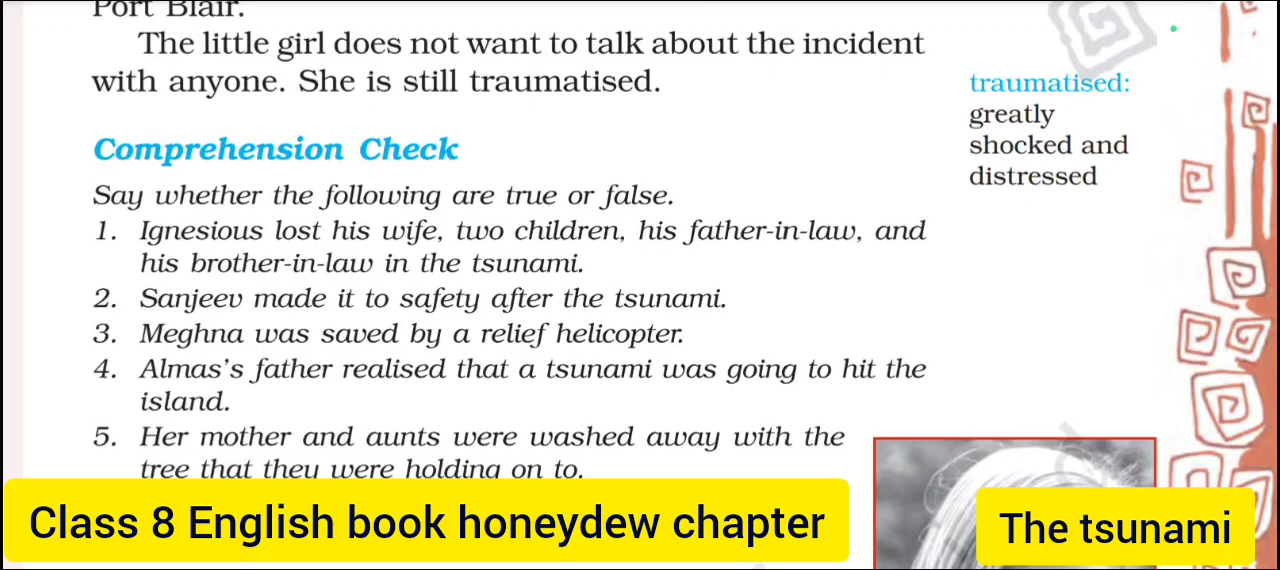 Port Blair.
The little girl does not want to talk about the incident
with anyone. She is still traumatised.
traumatised:
greatly
shocked and
distressed
Comprehension Check
Say whether the following are true or false.
1. Ignesious lost his wife, two children, his father-in-law, and
his brother-in-law in the tsunami.
2. Sanjeev made it to safety after the tsunami.
3. Meghna was saved by a relief helicopter.
4. Almas's father realised that a tsunami was going to hit the
island.
5. Her mother and aunts were washed away with the
tree that they were holding on to.
Class 8 English book honeydew chapter
The tsunami